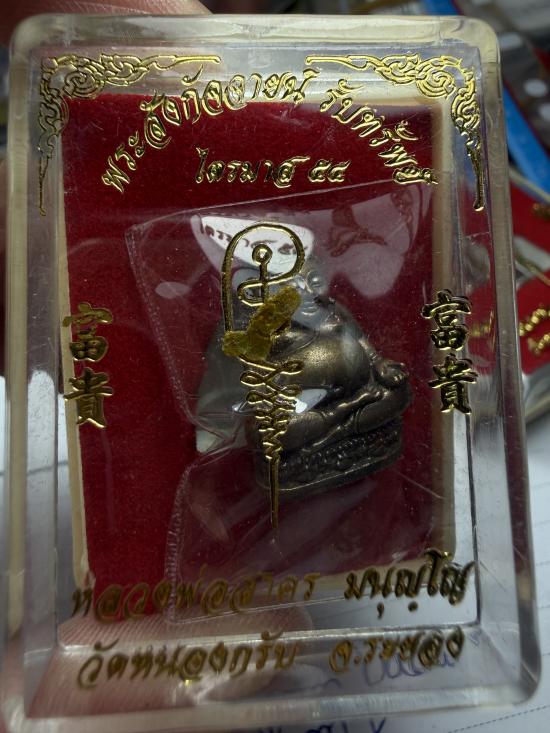 พระสังกัจจายน์ รับทรัพย์
ไตรมาส ๕๕
富貴
富貴
หลวงพ่อสาคร มนุญฺโญ
วัดหนองกรับ จ.ระยอง